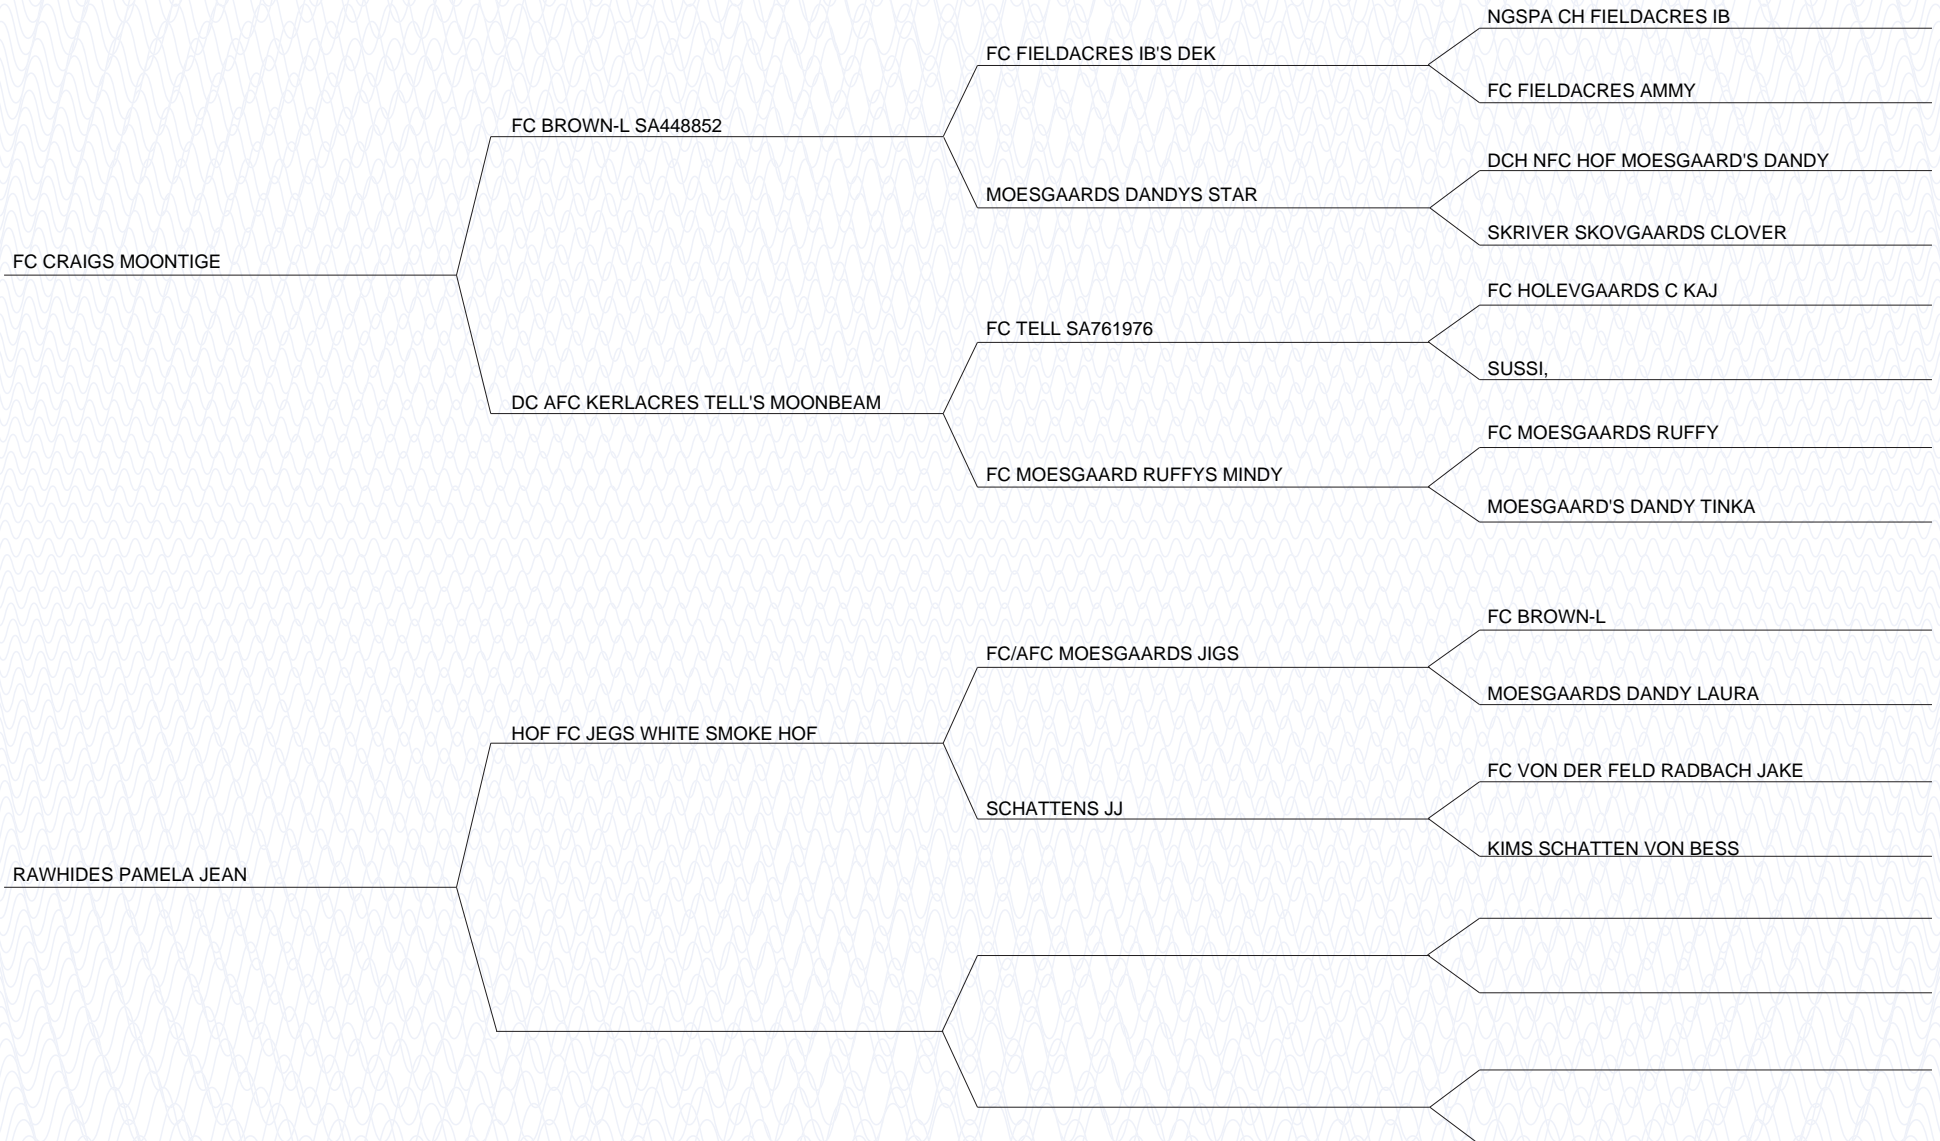 NGSPA CH FIELDACRES IB
FC FIELDACRES IB'S DEK
FC FIELDACRES AMMY
FC BROWN-L SA448852
DCH NFC HOF MOESGAARD'S DANDY
MOESGAARDS DANDYS STAR
SKRIVER SKOVGAARDS CLOVER
FC CRAIGS MOONTIGE
FC HOLEVGAARDS C KAJ
FC TELL SA761976
SUSSI,
DC AFC KERLACRES TELL'S MOONBEAM
FC MOESGAARDS RUFFY
FC MOESGAARD RUFFYS MINDY
MOESGAARD'S DANDY TINKA
FC BROWN-L
FC/AFC MOESGAARDS JIGS
MOESGAARDS DANDY LAURA
HOF FC JEGS WHITE SMOKE HOF
FC VON DER FELD RADBACH JAKE
SCHATTENS JJ
KIMS SCHATTEN VON BESS
RAWHIDES PAMELA JEAN